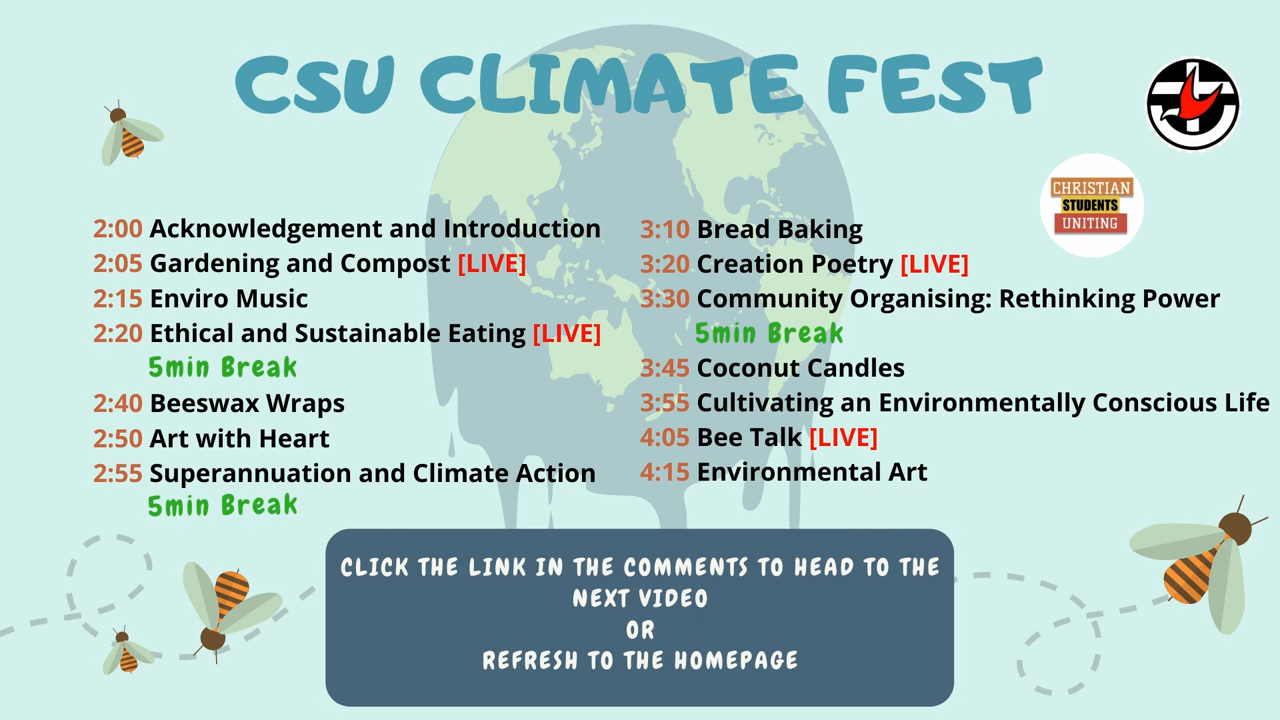 CSU CLIMATE FEST
CHRISTIAN
STUDENTS
UNITING
2:00 Acknowledgement and Introduction
2:05 Gardening and Compost [LIVE]
2:15 Enviro Music
2:20 Ethical and Sustainable Eating [LIVE]
5min Break
2:40 Beeswax Wraps
2:50 Art with Heart
2:55 Superannuation and Climate Action
5min Break
3:10 Bread Baking
3:20 Creation Poetry [LIVE]
3:30 Community Organising: Rethinking Power
5min Break
3:45 Coconut Candles
3:55 Cultivating an Environmentally Conscious Life
4:05 Bee Talk [LIVE]
4:15 Environmental Art
CLICK THE LINK IN THE COMMENTS TO HEAD TO THE
NEXT VIDEO
OR
REFRESH TO THE HOMEPAGE